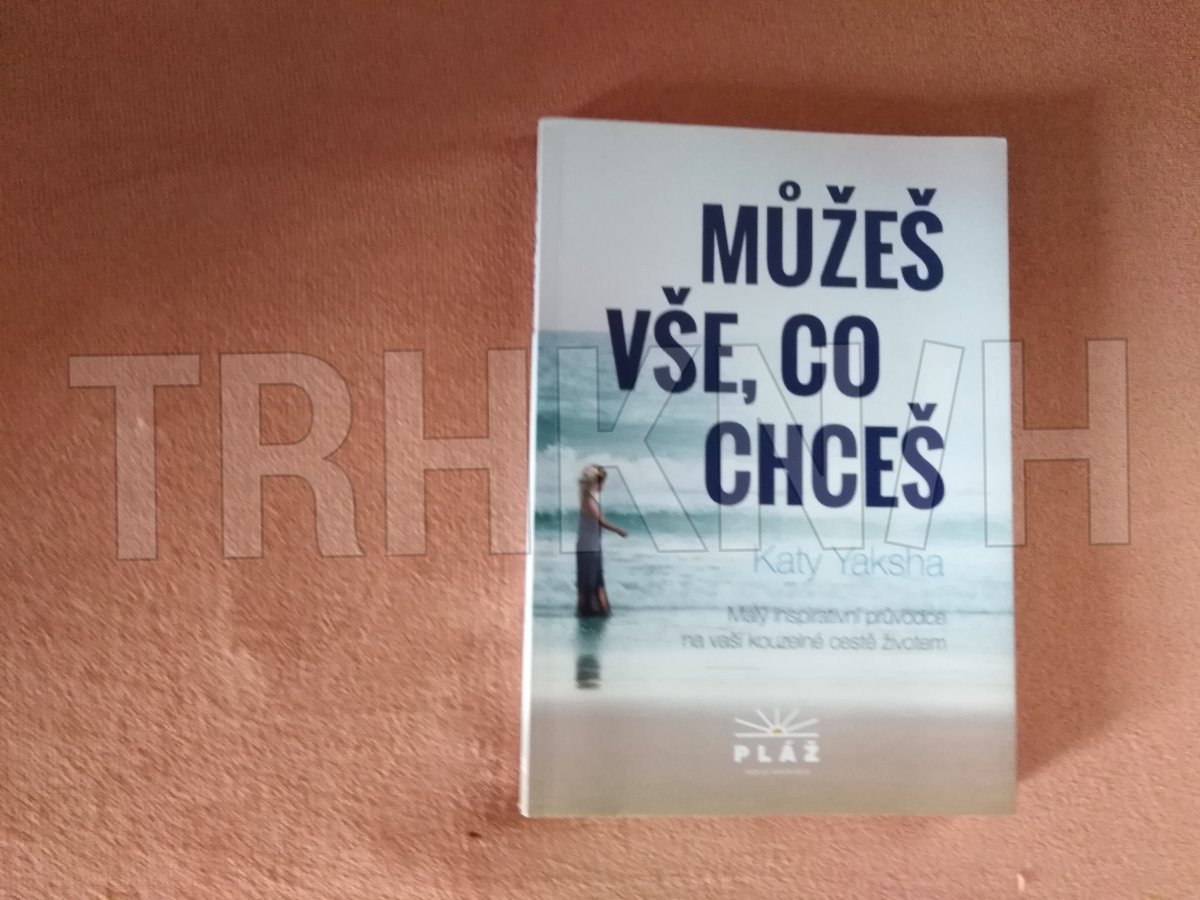 MŮŽEŠ
VŠE, CO
CHCEŠ
Katy Yaksha
Malý inspirativní průvodce
na vaší kouzelné cestě životem
PLÁŽ
TRHKNIH